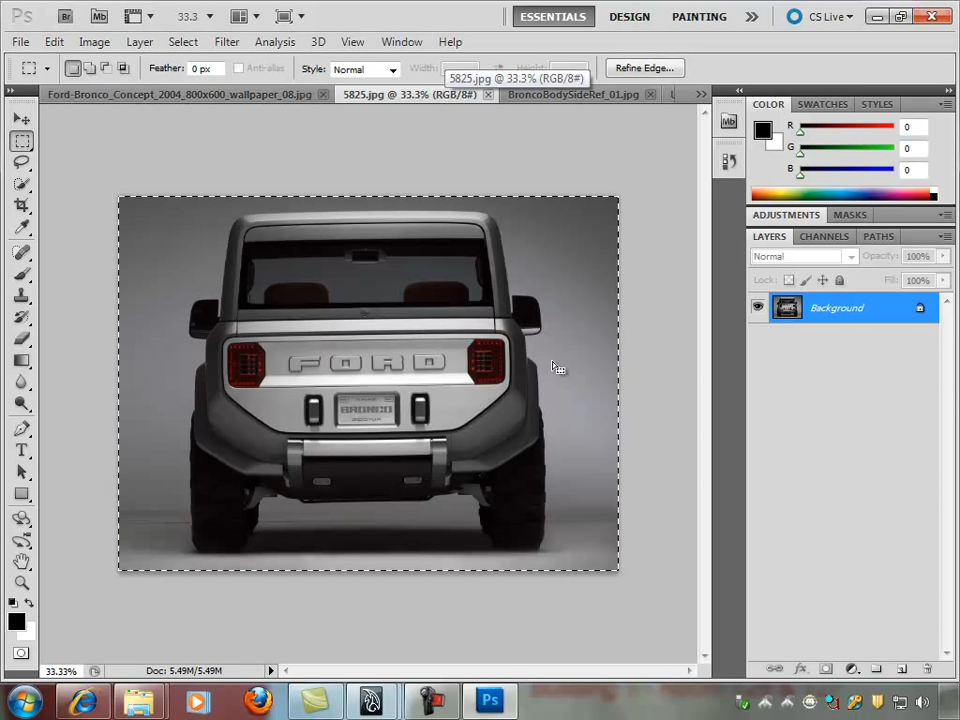 Ps Br Mb 33.3 ESSENTIALS DESIGN PAINTING CS Live
File Edit Image Layer Select Filter Analysis 3D View Window Help
Feather: 0 px Anti-alias Style: Normal Width: Height: Refine Edge...
5825.jpg @ 33.3% (RGB/8#)
Ford-Bronco_Concept_2004_800x600_wallpaper_08.jpg 5825.jpg @ 33.3% (RGB/8#) BroncoBodySideRef_01.jpg
COLOR SWATCHES STYLES
Mb
R 0
G 0
B 0
ADJUSTMENTS MASKS
LAYERS CHANNELS PATHS
Normal Opacity: 100%
Lock: Fill: 100%
Background
FORD
BRONCO
T
33.33% Doc: 5.49M/5.49M
fx
Ps